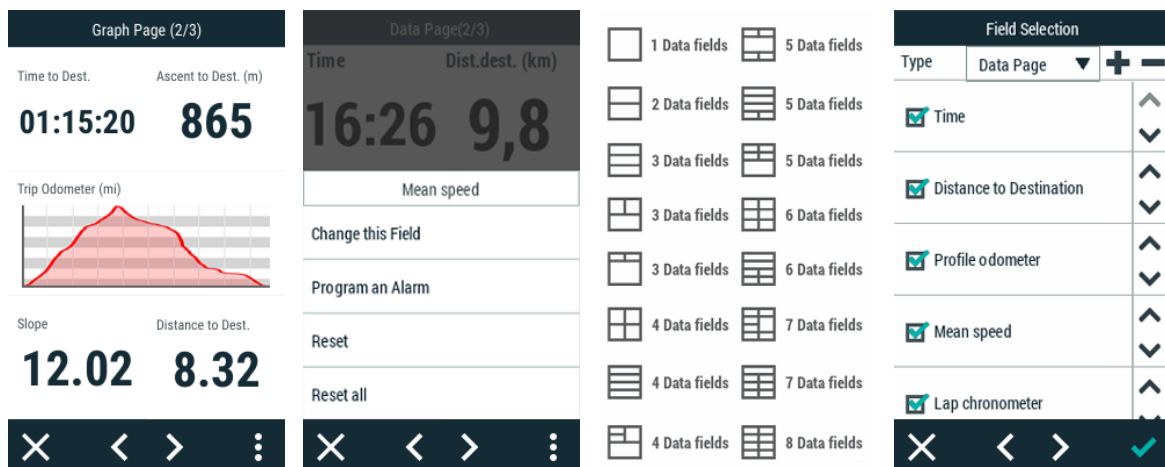 Graph Page (2/3)
Time to Dest. Ascent to Dest. (m)
01:15:20 865
Trip Odometer (mi)
Slope Distance to Dest.
12.02 8.32
Data Page(2/3)
Time Dist.dest. (km)
16:26 9,8
Mean speed
Change this Field
Program an Alarm
Reset
Reset all
1 Data fields 5 Data fields
2 Data fields 5 Data fields
3 Data fields 5 Data fields
3 Data fields 6 Data fields
3 Data fields 6 Data fields
4 Data fields 7 Data fields
4 Data fields 7 Data fields
4 Data fields 8 Data fields
Field Selection
Type Data Page
Time
Distance to Destination
Profile odometer
Mean speed
Lap chronometer